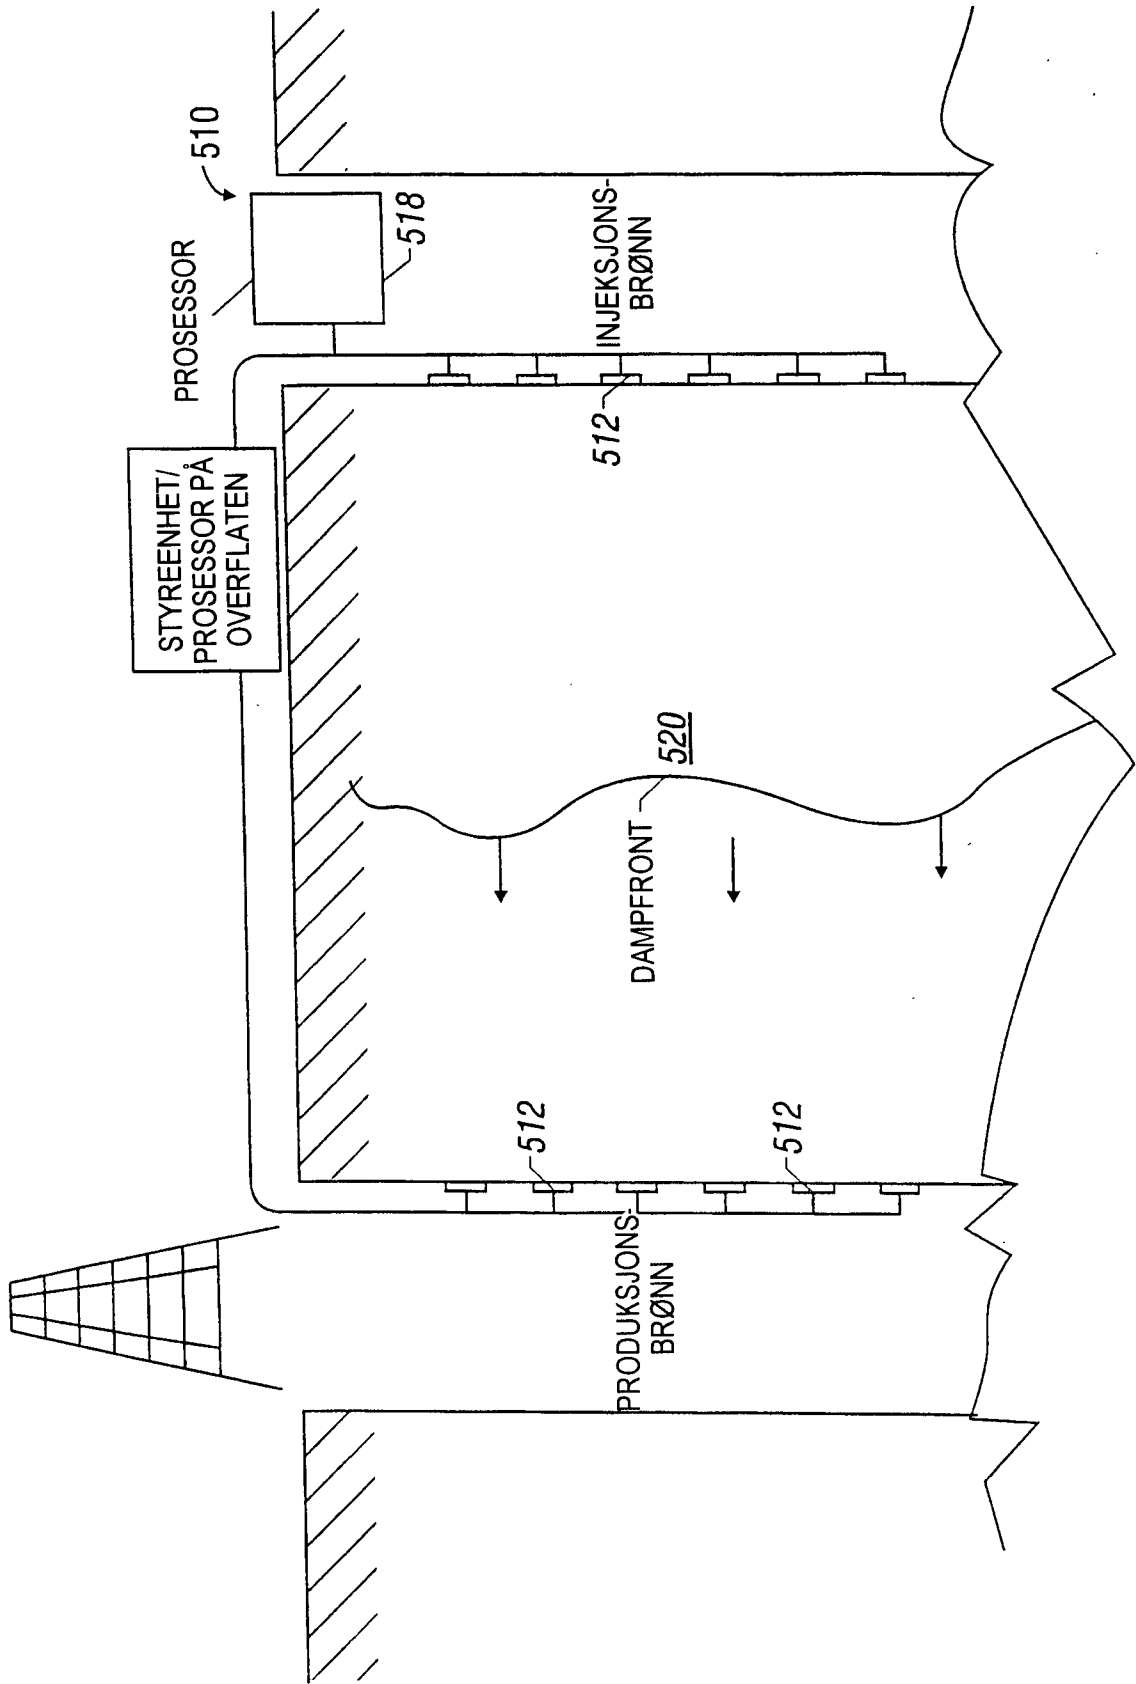 STYREENHET/
PROSESSOR PÅ
OVERFLATEN
PROSESSOR
510
518
PRODUKSJONS-
BRØNN
512
512
DAMPFRONT
520
512
INJEKSJONS-
BRØNN